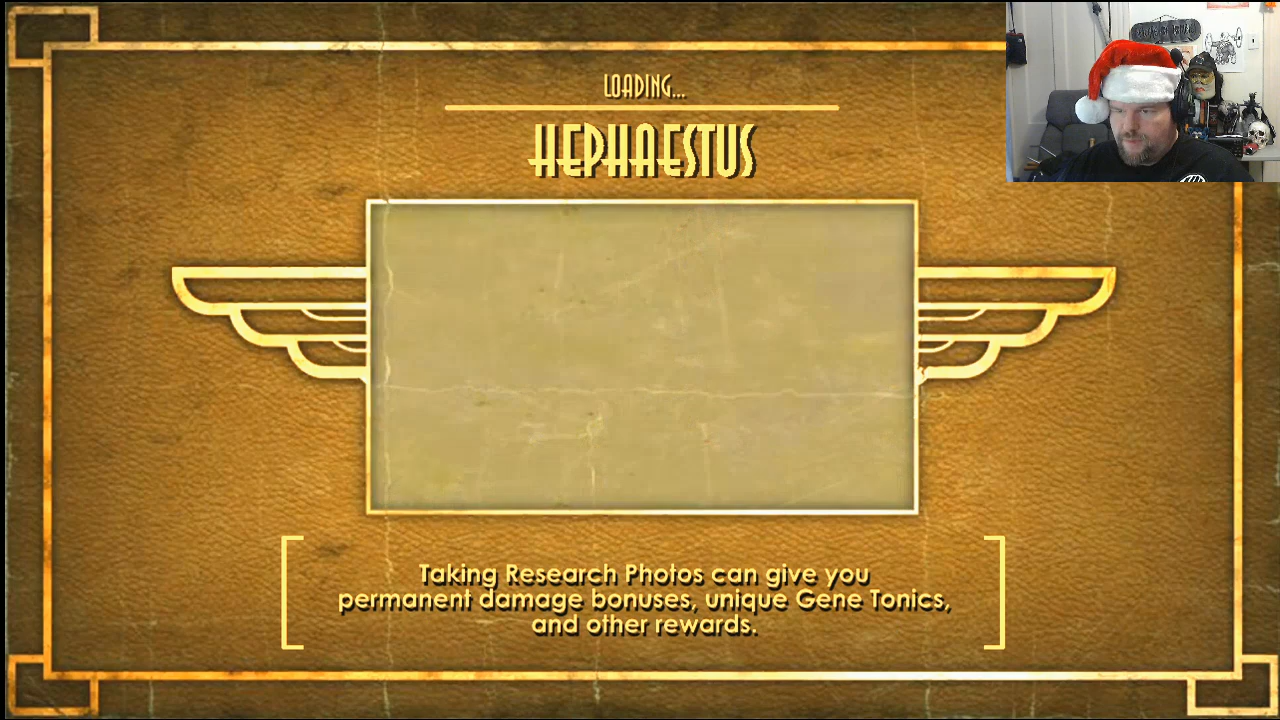 LOADING...
HEPHAESTUS
Taking Research Photos can give you
permanent damage bonuses, unique Gene Tonics,
and other rewards.